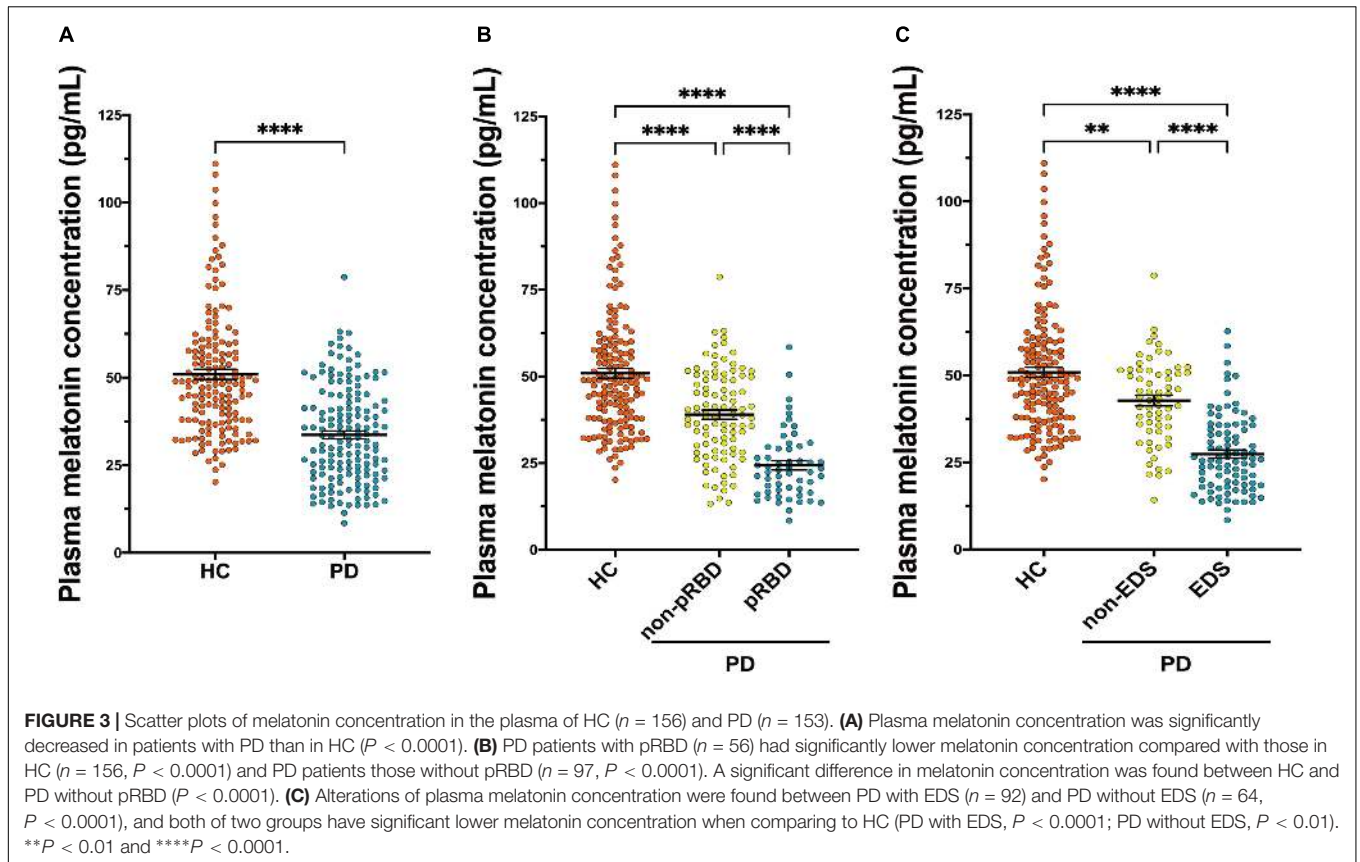 A
Plasma melatonin concentration (pg/mL)
125
100
75
50
25
0
****
HC
PD
B
Plasma melatonin concentration (pg/mL)
125
100
75
50
25
0
****
****
****
HC
non-pRBD
pRBD
PD
C
Plasma melatonin concentration (pg/mL)
125
100
75
50
25
0
****
**
****
HC
non-EDS
EDS
PD
FIGURE 3 | Scatter plots of melatonin concentration in the plasma of HC (n = 156) and PD (n = 153). (A) Plasma melatonin concentration was significantly
decreased in patients with PD than in HC (P < 0.0001). (B) PD patients with pRBD (n = 56) had significantly lower melatonin concentration compared with those in
HC (n = 156, P < 0.0001) and PD patients those without pRBD (n = 97, P < 0.0001). A significant difference in melatonin concentration was found between HC and
PD without pRBD (P < 0.0001). (C) Alterations of plasma melatonin concentration were found between PD with EDS (n = 92) and PD without EDS (n = 64,
P < 0.0001), and both of two groups have significant lower melatonin concentration when comparing to HC (PD with EDS, P < 0.0001; PD without EDS, P < 0.01).
**P < 0.01 and ****P < 0.0001.